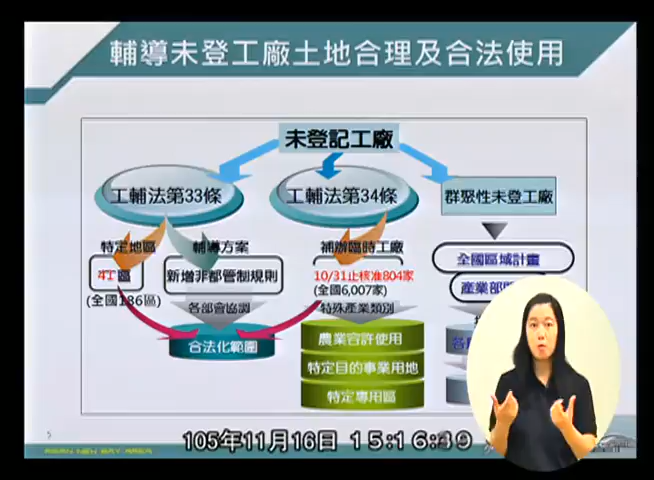 輔導未登工廠土地合理及合法使用
未登記工廠
工輔法第33條
工輔法第34條
群聚性未登工廠
特定地區
輔導方案
補辦臨時工廠
全國區域計畫
41區
新增非都管制規則
10/31止核准804家
(全國186區)
(全國6,007家)
產業部
各部會協調
特殊產業類別
合法化範圍
農業容許使用
特定目的事業用地
特定專用區
5
105年11月16日 15:16:39